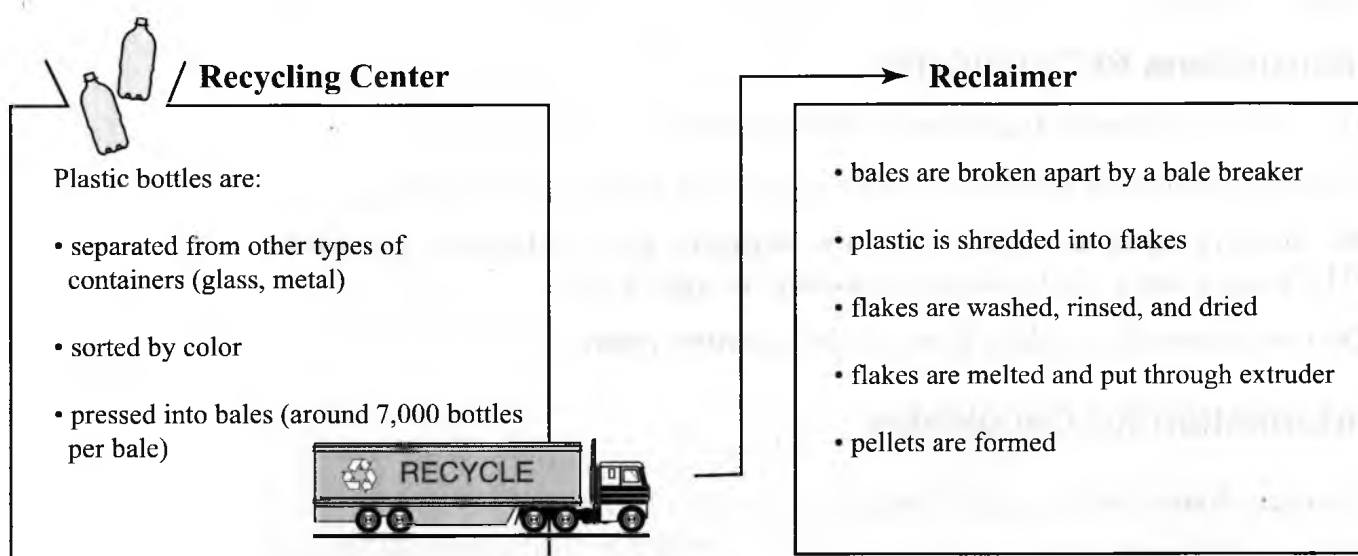 Recycling Center
Plastic bottles are:
• separated from other types of
containers (glass, metal)
• sorted by color
• pressed into bales (around 7,000 bottles
per bale)
RECYCLE
Reclaimer
• bales are broken apart by a bale breaker
• plastic is shredded into flakes
• flakes are washed, rinsed, and dried
• flakes are melted and put through extruder
• pellets are formed